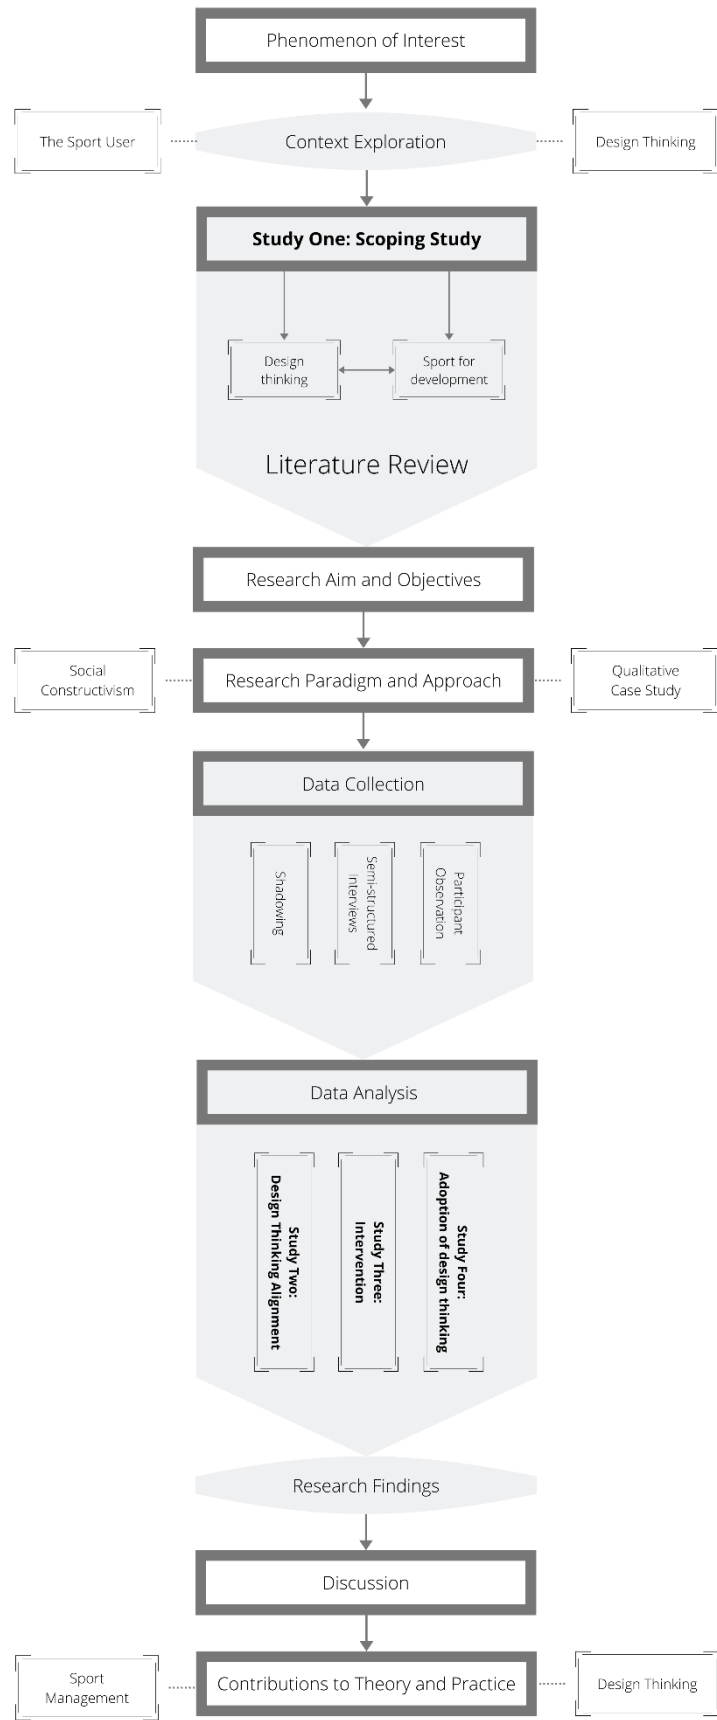 Phenomenon of Interest
The Sport User
Context Exploration
Design Thinking
Study One: Scoping Study
Design
thinking
Sport for
development
Literature Review
Research Aim and Objectives
Social
Constructivism
Research Paradigm and Approach
Qualitative
Case Study
Data Collection
Shadowing
Semi-structured
Interviews
Participant
Observation
Data Analysis
Study Two:
Design Thinking Alignment
Study Three:
Intervention
Study Four:
Adoption of design thinking
Research Findings
Discussion
Sport
Management
Contributions to Theory and Practice
Design Thinking